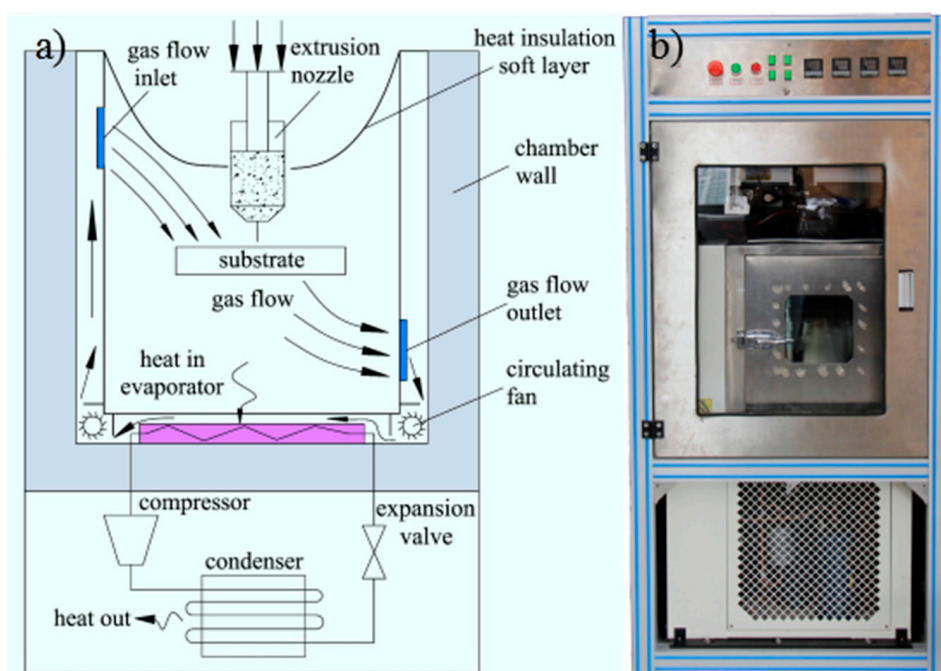 a)
gas flow
inlet
extrusion
nozzle
heat insulation
soft layer
chamber
wall
substrate
gas flow
gas flow
outlet
heat in
evaporator
circulating
fan
compressor
expansion
valve
condenser
heat out
b)